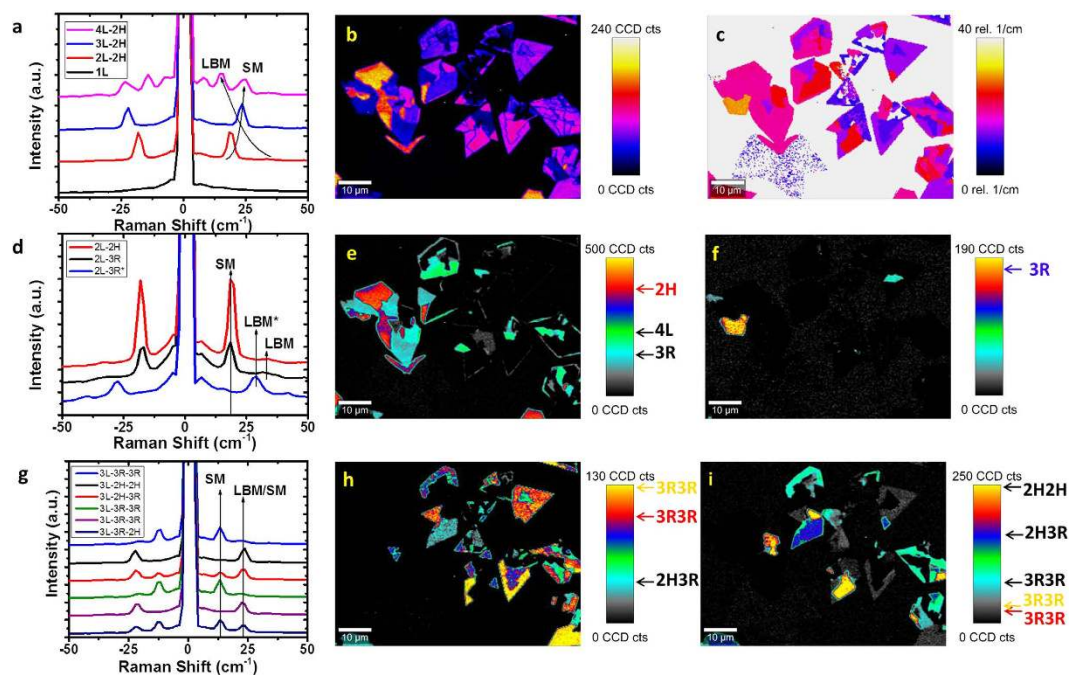 a
4L-2H
3L-2H
2L-2H
1L
LBM
SM
Intensity (a.u.)
-50 -25 0 25 50
Raman Shift (cm-1)
b
10 µm
240 CCD cts
0 CCD cts
c
10 µm
40 rel. 1/cm
0 rel. 1/cm
d
2L-2H
2L-3R
2L-3R*
SM
LBM*
LBM
Intensity (a.u.)
-50 -25 0 25 50
Raman Shift (cm-1)
e
10 µm
500 CCD cts
2H
4L
3R
0 CCD cts
f
10 µm
190 CCD cts
3R
0 CCD cts
g
3L-3R-3R
3L-2H-2H
3L-2H-3R
3L-3R-3R
3L-3R-3R
3L-3R-2H
SM
LBM/SM
Intensity (a.u.)
-50 -25 0 25 50
Raman Shift (cm-1)
h
10 µm
130 CCD cts
3R3R
3R3R
2H3R
0 CCD cts
i
10 µm
250 CCD cts
2H2H
2H3R
3R3R
3R3R
3R3R
0 CCD cts